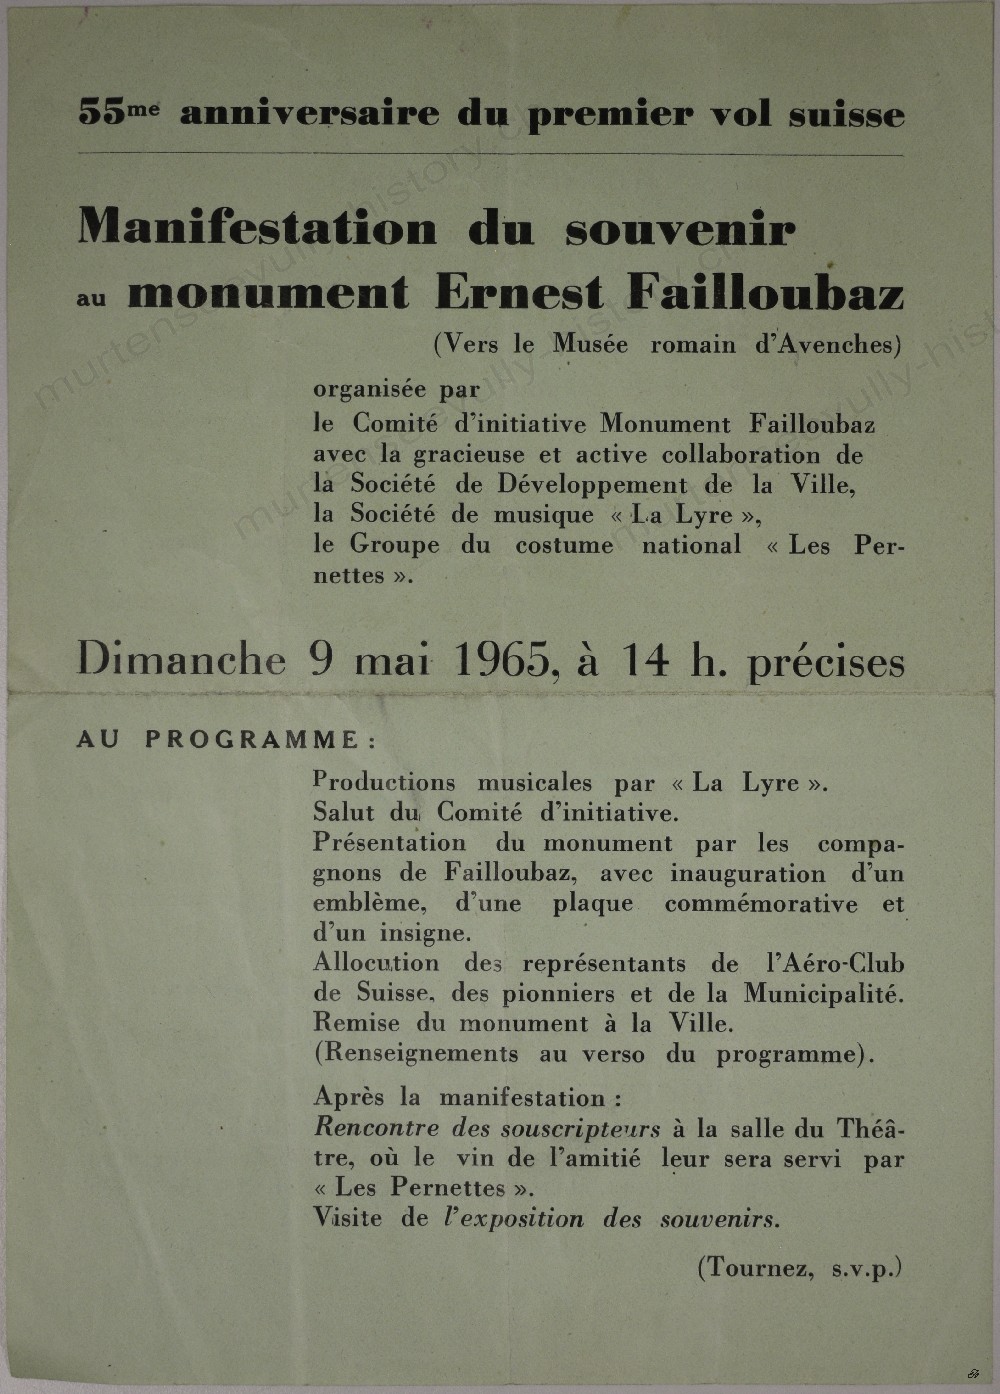 55me anniversaire du premier vol suisse
Manifestation du souvenir
au monument Ernest Failloubaz
(Vers le Musée romain d'Avenches)
organisée par
le Comité d'initiative Monument Failloubaz
avec la gracieuse et active collaboration de
la Société de Développement de la Ville,
la Société de musique « La Lyre »,
le Groupe du costume national « Les Per-
nettes ».
Dimanche 9 mai 1965, à 14 h. précises
AU PROGRAMME :
Productions musicales par « La Lyre ».
Salut du Comité d'initiative.
Présentation du monument par les compa-
gnons de Failloubaz, avec inauguration d'un
emblème, d'une plaque commémorative et
d'un insigne.
Allocution des représentants de l'Aéro-Club
de Suisse, des pionniers et de la Municipalité.
Remise du monument à la Ville.
(Renseignements au verso du programme).
Après la manifestation :
Rencontre des souscripteurs à la salle du Théâ-
tre, où le vin de l'amitié leur sera servi par
« Les Pernettes ».
Visite de l'exposition des souvenirs.
(Tournez, s.v.p.)